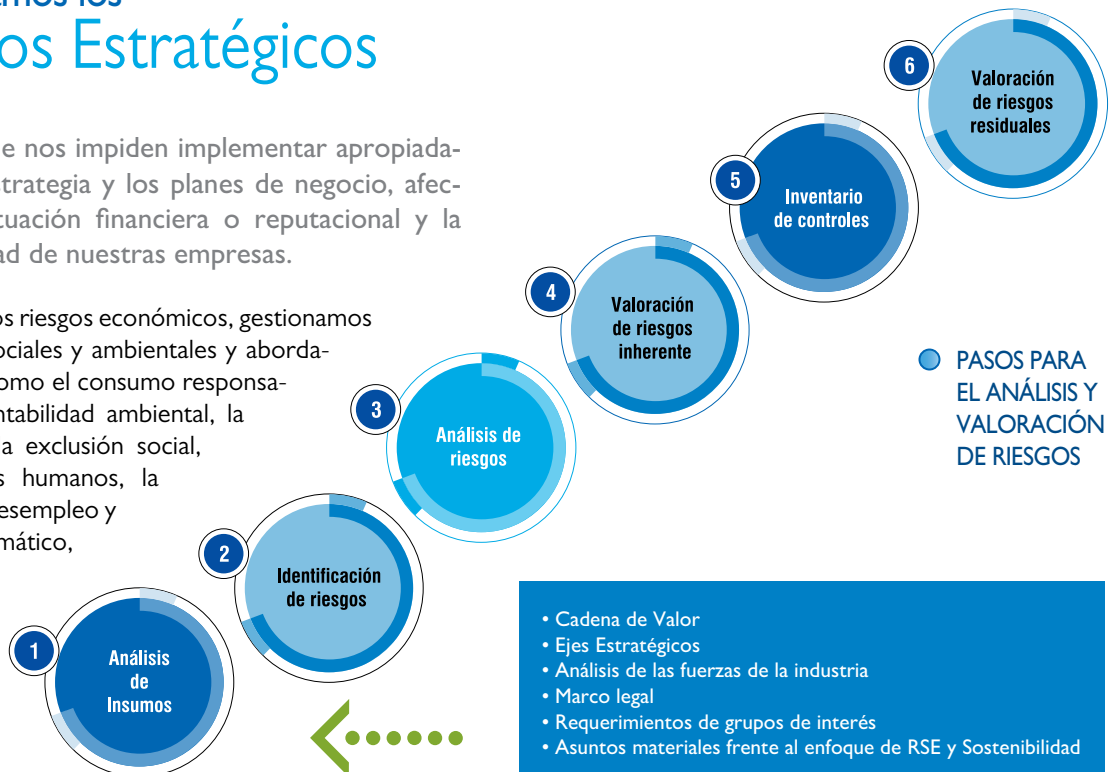 os Estratégicos
e nos impiden implementar apropiada-
strategia y los planes de negocio, afec-
tuación financiera o reputacional y la
ad de nuestras empresas.
os riesgos económicos, gestionamos
ociales y ambientales y aborda-
omo el consumo responsa-
ntabilidad ambiental, la
a exclusión social,
s humanos, la
esempleo y
mático,
1
Análisis
de
Insumos
2
Identificación
de riesgos
3
Análisis de
riesgos
4
Valoración
de riesgos
inherente
5
Inventario
de controles
6
Valoración
de riesgos
residuales
PASOS PARA
EL ANÁLISIS Y
VALORACIÓN
DE RIESGOS
• Cadena de Valor
• Ejes Estratégicos
• Análisis de las fuerzas de la industria
• Marco legal
• Requerimientos de grupos de interés
• Asuntos materiales frente al enfoque de RSE y Sostenibilidad